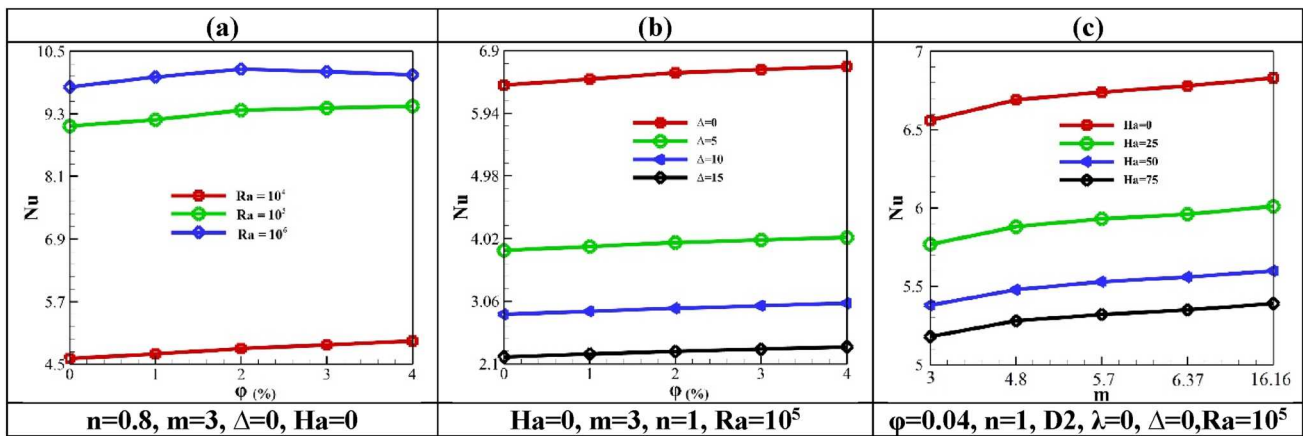 (a)
(b)
(c)
10.5
9.3
8.1
6.9
5.7
4.5
Nu
Ra = 10⁴
Ra = 10⁵
Ra = 10⁶
0 1 2 3 4
φ (%)
6.9
5.94
4.98
4.02
3.06
2.1
Nu
Δ=0
Δ=5
Δ=10
Δ=15
0 1 2 3 4
φ (%)
7
6.5
6
5.5
5
Nu
Ha=0
Ha=25
Ha=50
Ha=75
3 4.8 5.7 6.37 16.16
m
n=0.8, m=3, Δ=0, Ha=0
Ha=0, m=3, n=1, Ra=10⁵
φ=0.04, n=1, D2, λ=0, Δ=0,Ra=10⁵